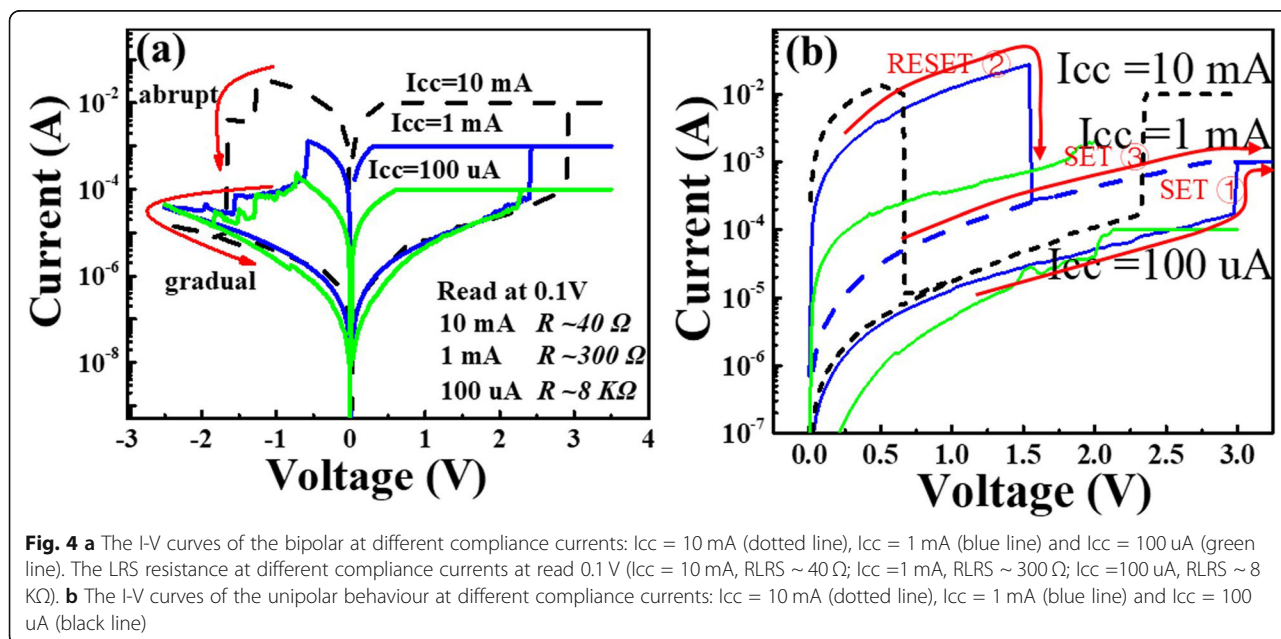 (a)
abrupt
Icc=10 mA
Icc=1 mA
Icc=100 uA
gradual
Read at 0.1V
10 mA R ~40 Ω
1 mA R~300 Ω
100 uA R~8 KΩ
Current (A)
10⁻²
10⁻⁴
10⁻⁶
10⁻⁸
-3 -2 -1 0 1 2 3 4
Voltage (V)
(b)
RESET ②
Icc =10 mA
Icc =1 mA
SET ③
SET ①
Icc =100 uA
Current (A)
10⁻²
10⁻³
10⁻⁴
10⁻⁵
10⁻⁶
10⁻⁷
0.0 0.5 1.0 1.5 2.0 2.5 3.0
Voltage (V)
Fig. 4 a The I-V curves of the bipolar at different compliance currents: Icc = 10 mA (dotted line), Icc = 1 mA (blue line) and Icc = 100 uA (green
line). The LRS resistance at different compliance currents at read 0.1 V (Icc = 10 mA, RLRS ~ 40 Ω; Icc =1 mA, RLRS ~ 300 Ω; Icc =100 uA, RLRS ~ 8
KΩ). b The I-V curves of the unipolar behaviour at different compliance currents: Icc = 10 mA (dotted line), Icc = 1 mA (blue line) and Icc = 100
uA (black line)